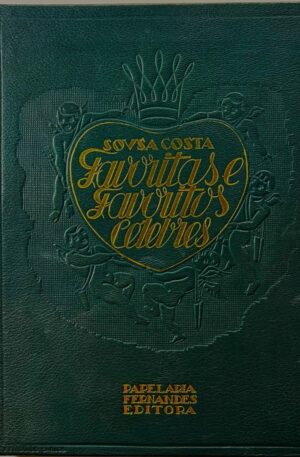 SOVSA COSTA
Favoritas e
Favoritos
Celebres
PAPELARIA
FERNANDES
EDITORA